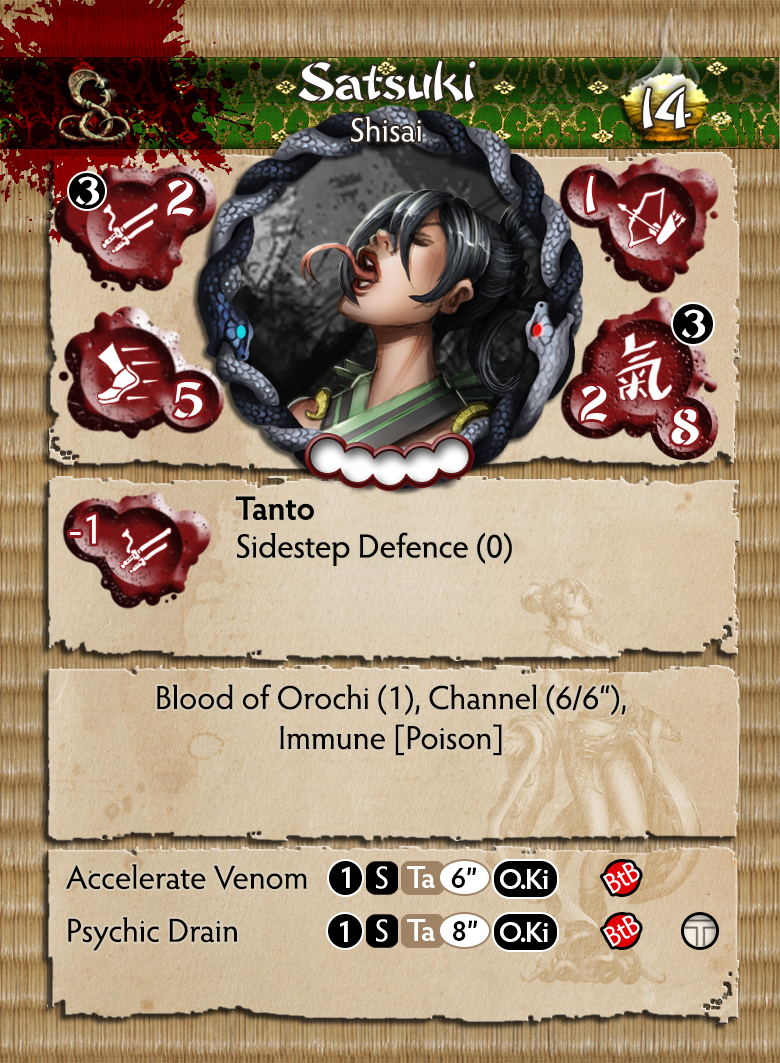 Satsuki
14
Shisai
3 2
1
5
氣
3
2 8
-1
Tanto
Sidestep Defence (0)
Blood of Orochi (1), Channel (6/6"),
Immune [Poison]
Accelerate Venom 1 S Ta 6" O.Ki BtB
Psychic Drain 1 S Ta 8" O.Ki BtB T